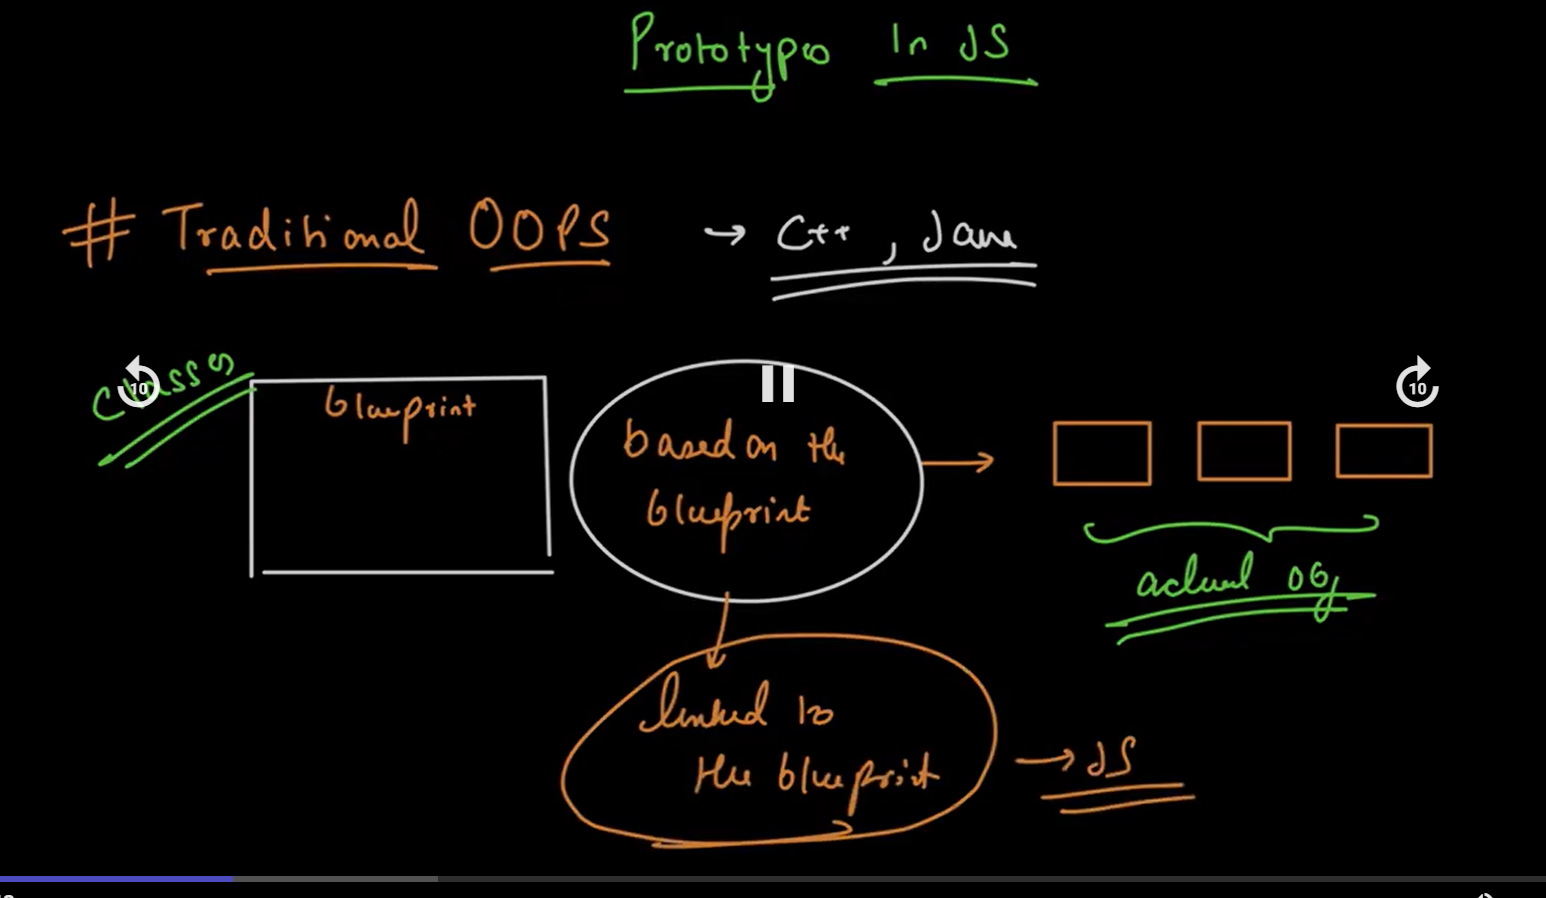 Prototypes In JS
# Traditional OOPS → C++, Java
Classes
blueprint
based on the
blueprint
10
10
actual obj
linked to
the blueprint
→ JS